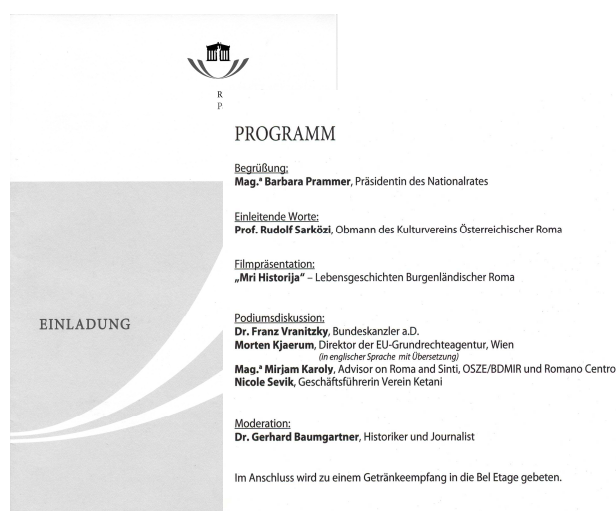 R
P
EINLADUNG
PROGRAMM
Begrüßung:
Mag.ª Barbara Prammer, Präsidentin des Nationalrates
Einleitende Worte:
Prof. Rudolf Sarközi, Obmann des Kulturvereins Österreichischer Roma
Filmpräsentation:
„Mri Historija“ – Lebensgeschichten Burgenländischer Roma
Podiumsdiskussion:
Dr. Franz Vranitzky, Bundeskanzler a.D.
Morten Kjaerum, Direktor der EU-Grundrechteagentur, Wien
(in englischer Sprache mit Übersetzung)
Mag.ª Mirjam Karoly, Advisor on Romano and Sinti, OSZE/BDMIR und Romano Centro
Nicole Sevik, Geschäftsführerin Verein Ketani
Moderation:
Dr. Gerhard Baumgartner, Historiker und Journalist
Im Anschluss wird zu einem Getränkeempfang in die Bel Etage gebeten.